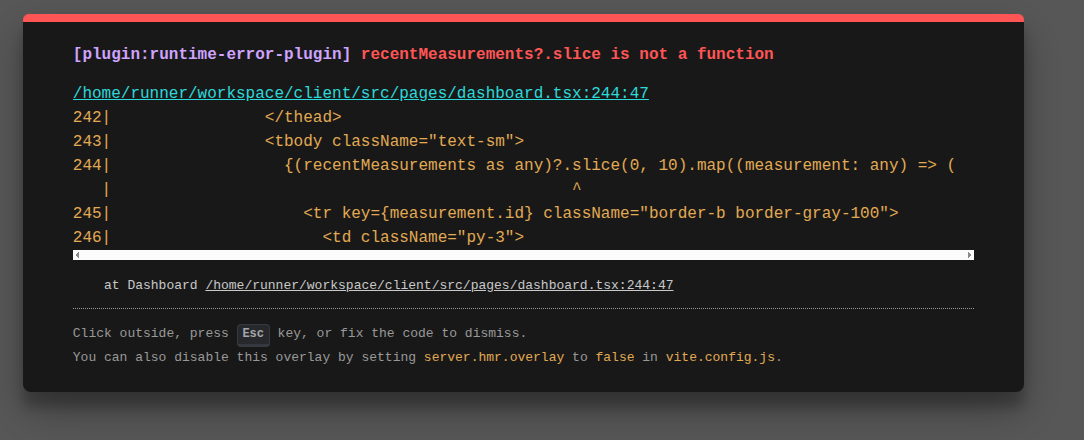 [plugin:runtime-error-plugin] recentMeasurements?.slice is not a function
/home/runner/workspace/client/src/pages/dashboard.tsx:244:47
242|                </thead>
243|                <tbody className="text-sm">
244|                  {(recentMeasurements as any)?.slice(0, 10).map((measurement: any) => (
   |                                                ^
245|                    <tr key={measurement.id} className="border-b border-gray-100">
246|                      <td className="py-3">
at Dashboard /home/runner/workspace/client/src/pages/dashboard.tsx:244:47
Click outside, press Esc key, or fix the code to dismiss.
You can also disable this overlay by setting server.hmr.overlay to false in vite.config.js.